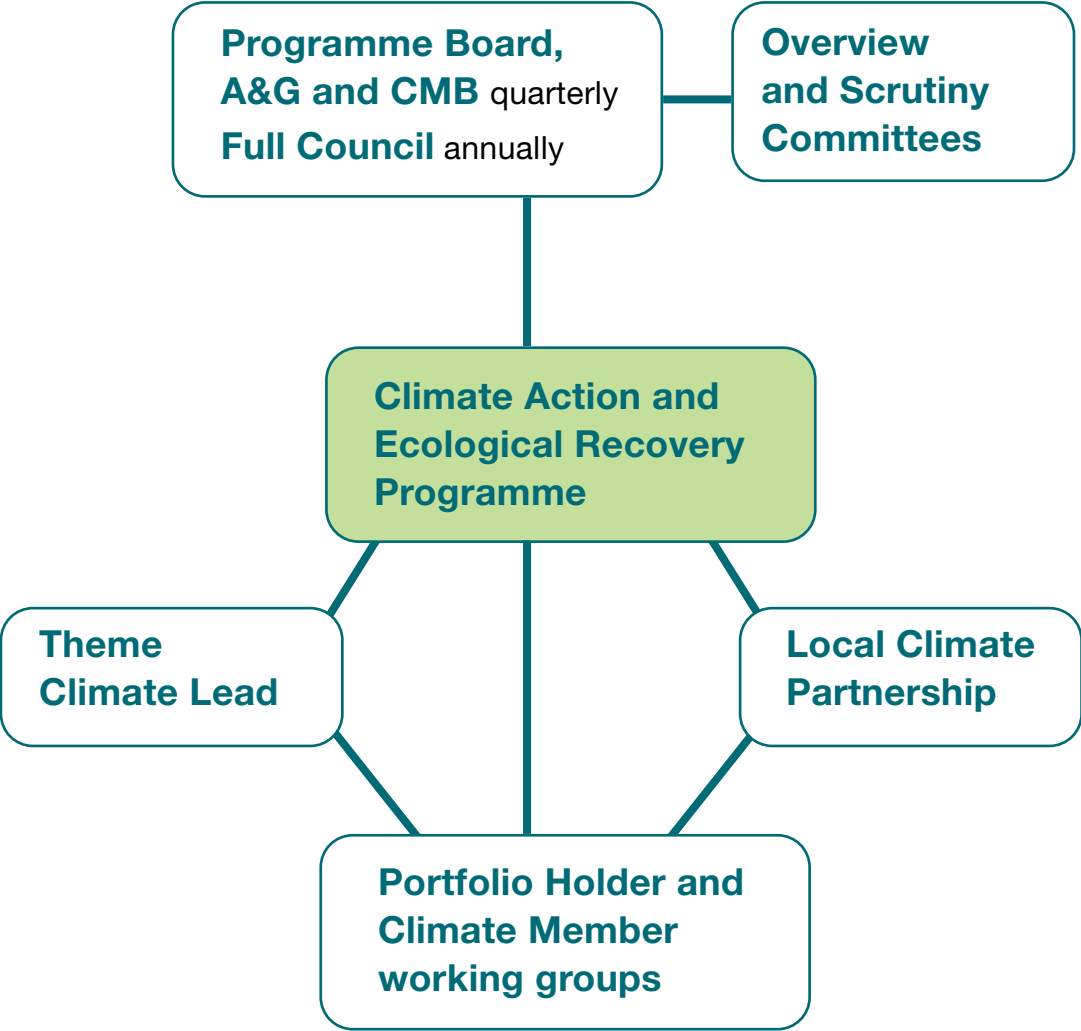 Programme Board,
A&G and CMB quarterly
Full Council annually
Overview
and Scrutiny
Committees
Climate Action and
Ecological Recovery
Programme
Theme
Climate Lead
Local Climate
Partnership
Portfolio Holder and
Climate Member
working groups